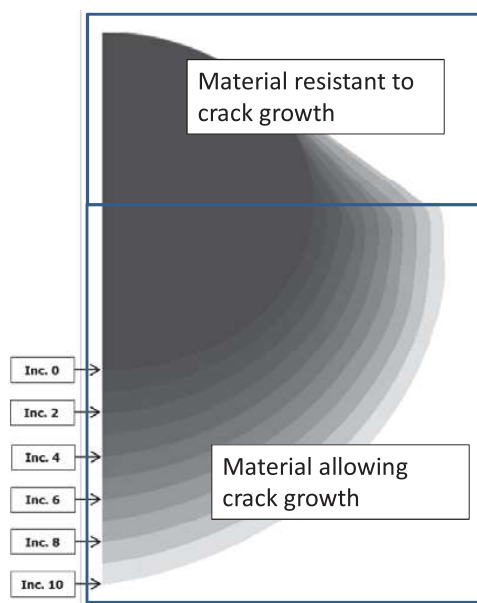 Material resistant to
crack growth
Inc. 0
Inc. 2
Inc. 4
Inc. 6
Inc. 8
Inc. 10
Material allowing
crack growth